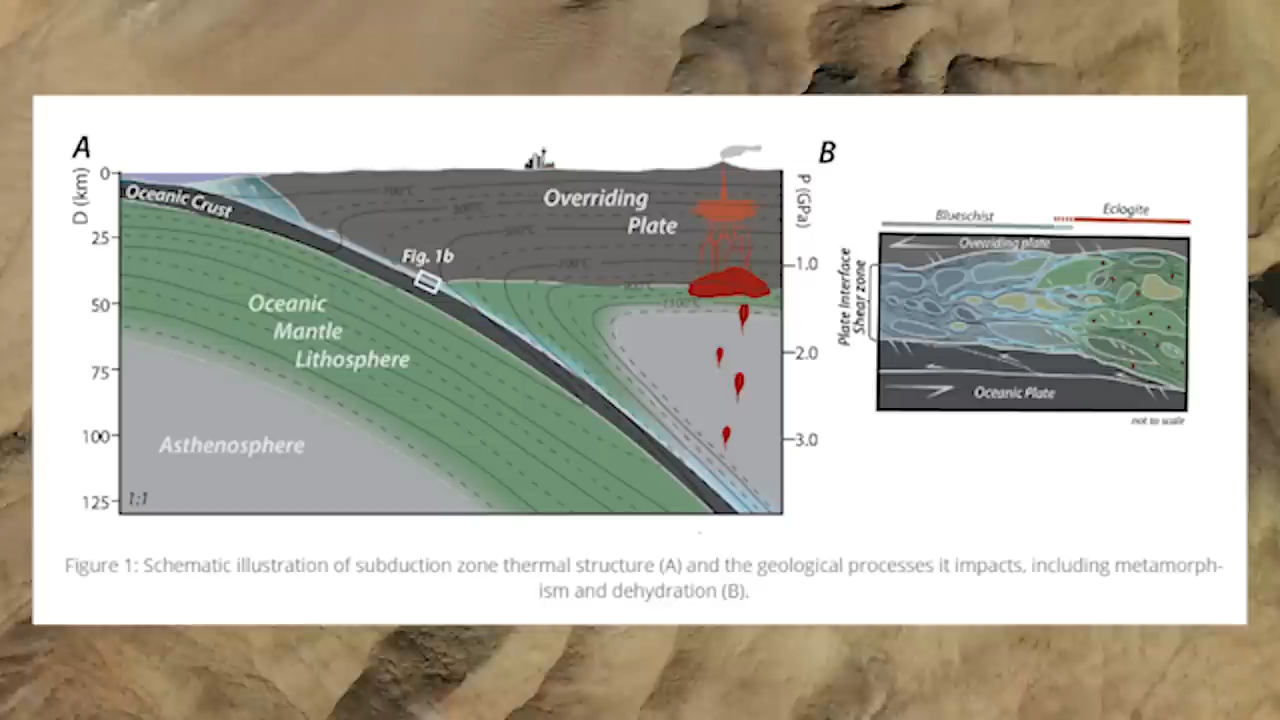 A
B
0
25
50
75
100
125
D (km)
P (GPa)
1.0
2.0
3.0
Oceanic Crust
Overriding
Plate
Fig. 1b
Oceanic
Mantle
Lithosphere
Asthenosphere
1:1
1100°C
Blueschist
Eclogite
Overriding plate
Plate Interface
Shear zone
Oceanic Plate
not to scale
Figure 1: Schematic illustration of subduction zone thermal structure (A) and the geological processes it impacts, including metamorph-
ism and dehydration (B).